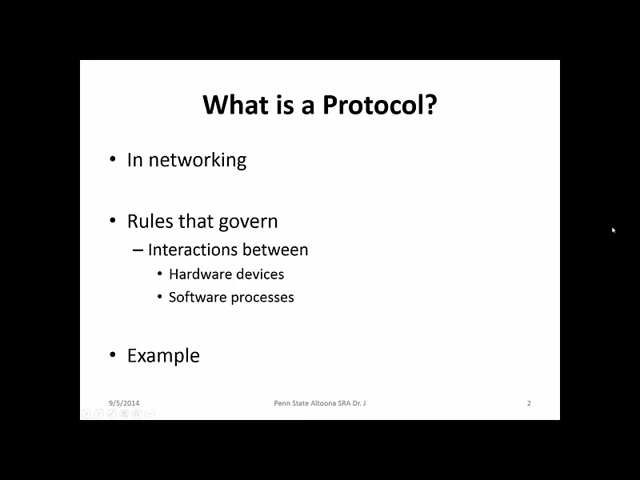 What is a Protocol?
• In networking
• Rules that govern
– Interactions between
• Hardware devices
• Software processes
• Example
9/5/2014 Penn State Altoona SRA Dr. J 2